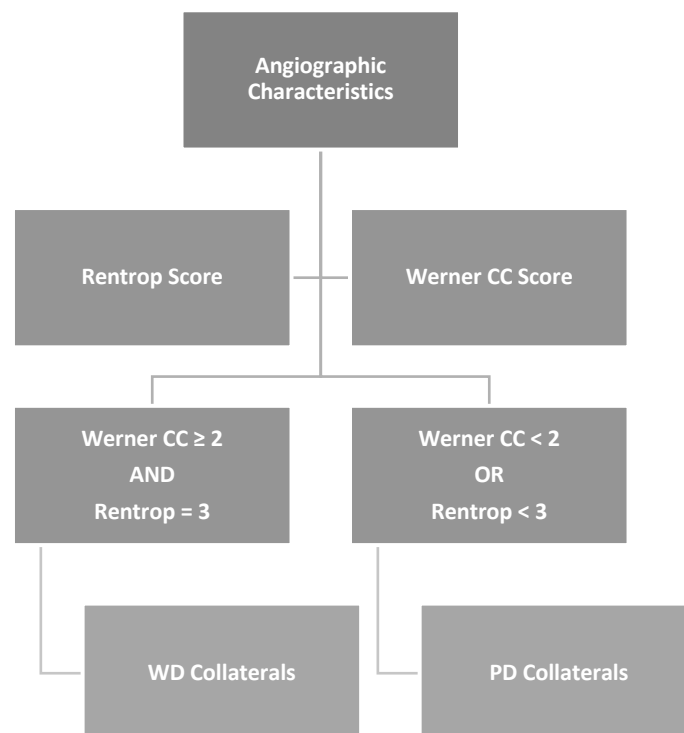 Angiographic
Characteristics
Rentrop Score
Werner CC Score
Werner CC ≥ 2
AND
Rentrop = 3
Werner CC < 2
OR
Rentrop < 3
WD Collaterals
PD Collaterals